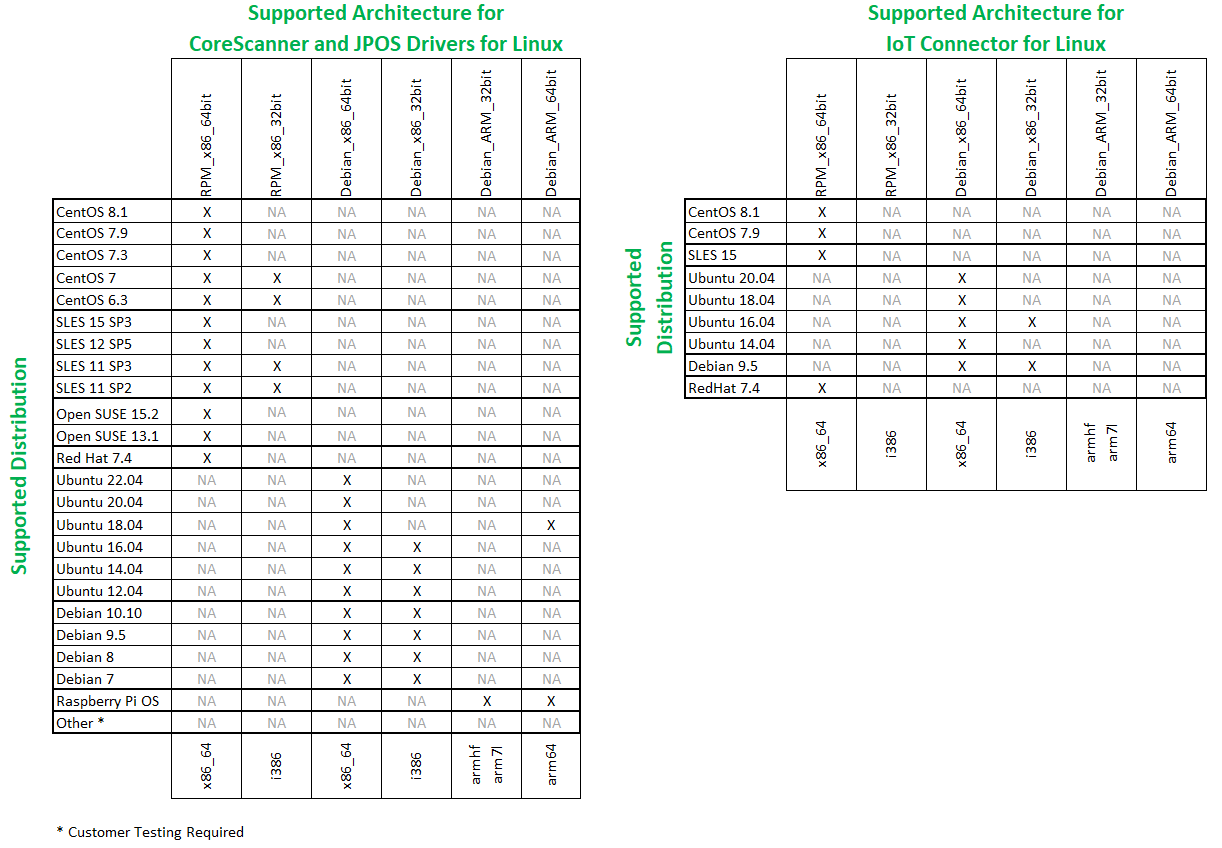 Supported Architecture for
CoreScanner and JPOS Drivers for Linux
RPM_x86_64bit RPM_x86_32bit Debian_x86_64bit Debian_x86_32bit Debian_ARM_32bit Debian_ARM_64bit
Supported Distribution
CentOS 8.1 X NA NA NA NA NA
CentOS 7.9 X NA NA NA NA NA
CentOS 7.3 X NA NA NA NA NA
CentOS 7 X X NA NA NA NA
CentOS 6.3 X X NA NA NA NA
SLES 15 SP3 X NA NA NA NA NA
SLES 12 SP5 X NA NA NA NA NA
SLES 11 SP3 X X NA NA NA NA
SLES 11 SP2 X X NA NA NA NA
Open SUSE 15.2 X NA NA NA NA NA
Open SUSE 13.1 X NA NA NA NA NA
Red Hat 7.4 X NA NA NA NA NA
Ubuntu 22.04 NA NA X NA NA NA
Ubuntu 20.04 NA NA X NA NA NA
Ubuntu 18.04 NA NA X NA NA X
Ubuntu 16.04 NA NA X X NA NA
Ubuntu 14.04 NA NA X X NA NA
Ubuntu 12.04 NA NA X X NA NA
Debian 10.10 NA NA X X NA NA
Debian 9.5 NA NA X X NA NA
Debian 8 NA NA X X NA NA
Debian 7 NA NA X X NA NA
Raspberry Pi OS NA NA NA NA X X
Other * NA NA NA NA NA NA
x86_64 i386 x86_64 i386 armhf arm7l arm64
* Customer Testing Required
Supported Architecture for
IoT Connector for Linux
RPM_x86_64bit RPM_x86_32bit Debian_x86_64bit Debian_x86_32bit Debian_ARM_32bit Debian_ARM_64bit
Supported
Distribution
CentOS 8.1 X NA NA NA NA NA
CentOS 7.9 X NA NA NA NA NA
SLES 15 X NA NA NA NA NA
Ubuntu 20.04 NA NA X NA NA NA
Ubuntu 18.04 NA NA X NA NA NA
Ubuntu 16.04 NA NA X X NA NA
Ubuntu 14.04 NA NA X NA NA NA
Debian 9.5 NA NA X X NA NA
RedHat 7.4 X NA NA NA NA NA
x86_64 i386 x86_64 i386 armhf arm7l arm64